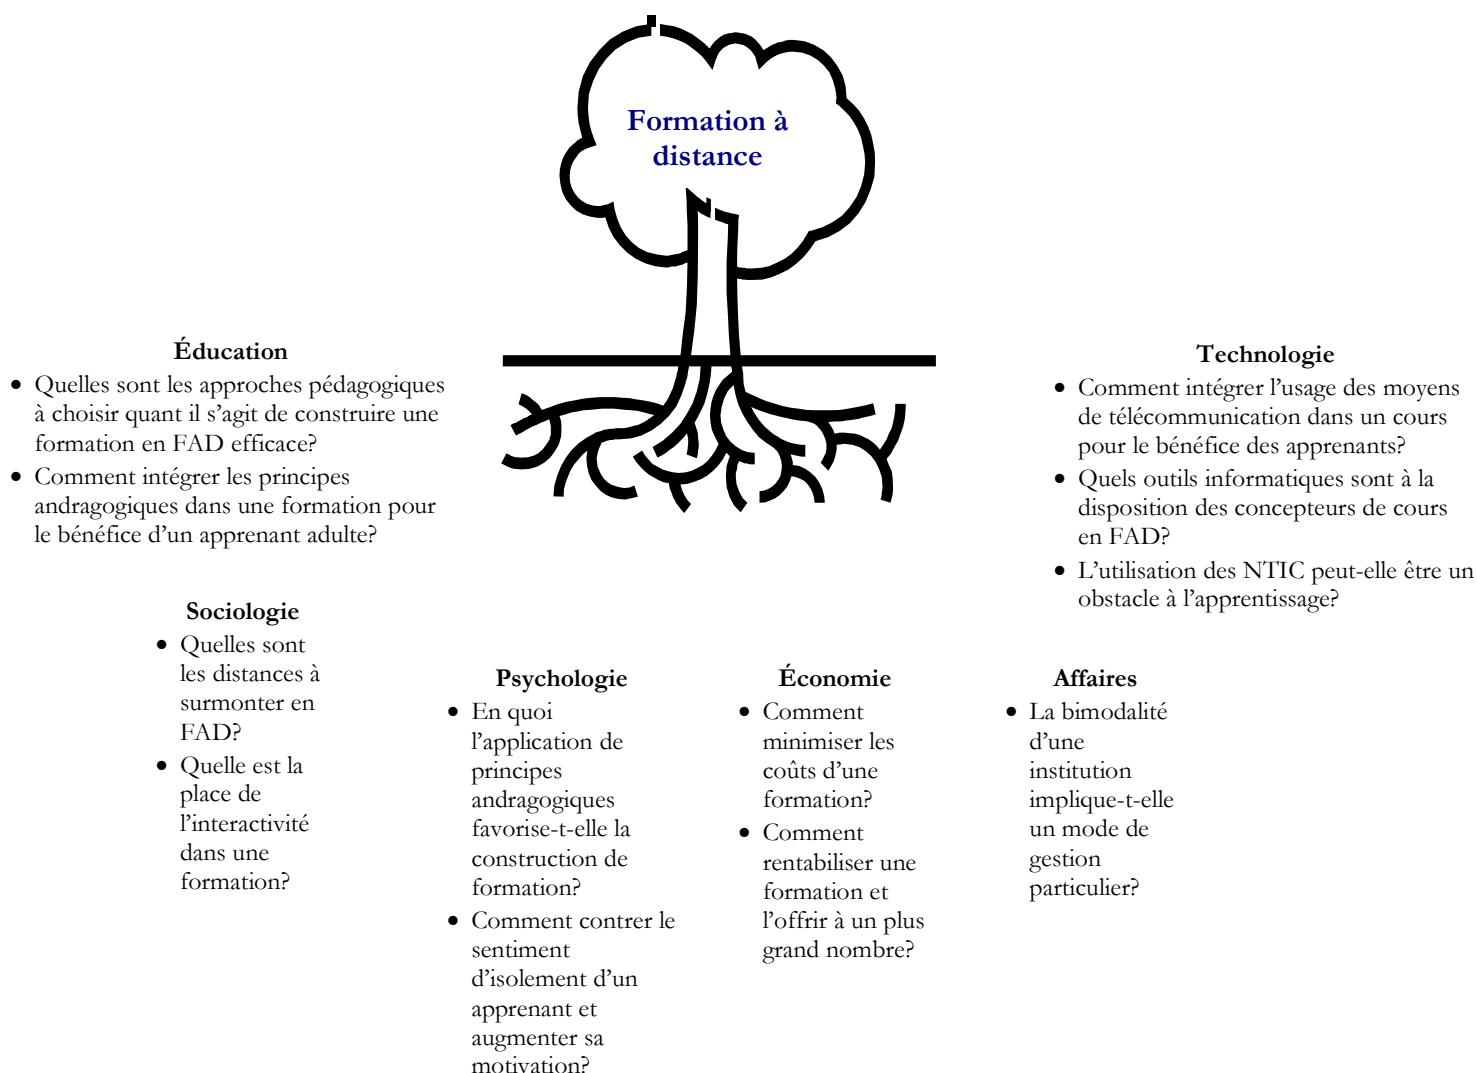 Formation à
distance
Éducation
• Quelles sont les approches pédagogiques
à choisir quant il s'agit de construire une
formation en FAD efficace?
• Comment intégrer les principes
andragogiques dans une formation pour
le bénéfice d'un apprenant adulte?
Technologie
• Comment intégrer l'usage des moyens
de télécommunication dans un cours
pour le bénéfice des apprenants?
• Quels outils informatiques sont à la
disposition des concepteurs de cours
en FAD?
• L'utilisation des NTIC peut-elle être un
obstacle à l'apprentissage?
Sociologie
• Quelles sont
les distances à
surmonter en
FAD?
• Quelle est la
place de
l'interactivité
dans une
formation?
Psychologie
• En quoi
l'application de
principes
andragogiques
favorise-t-elle la
construction de
formation?
• Comment contrer le
sentiment
d'isolement d'un
apprenant et
augmenter sa
motivation?
Économie
• Comment
minimiser les
coûts d'une
formation?
• Comment
rentabiliser une
formation et
l'offrir à un plus
grand nombre?
Affaires
• La bimodalité
d'une
institution
implique-t-elle
un mode de
gestion
particulier?